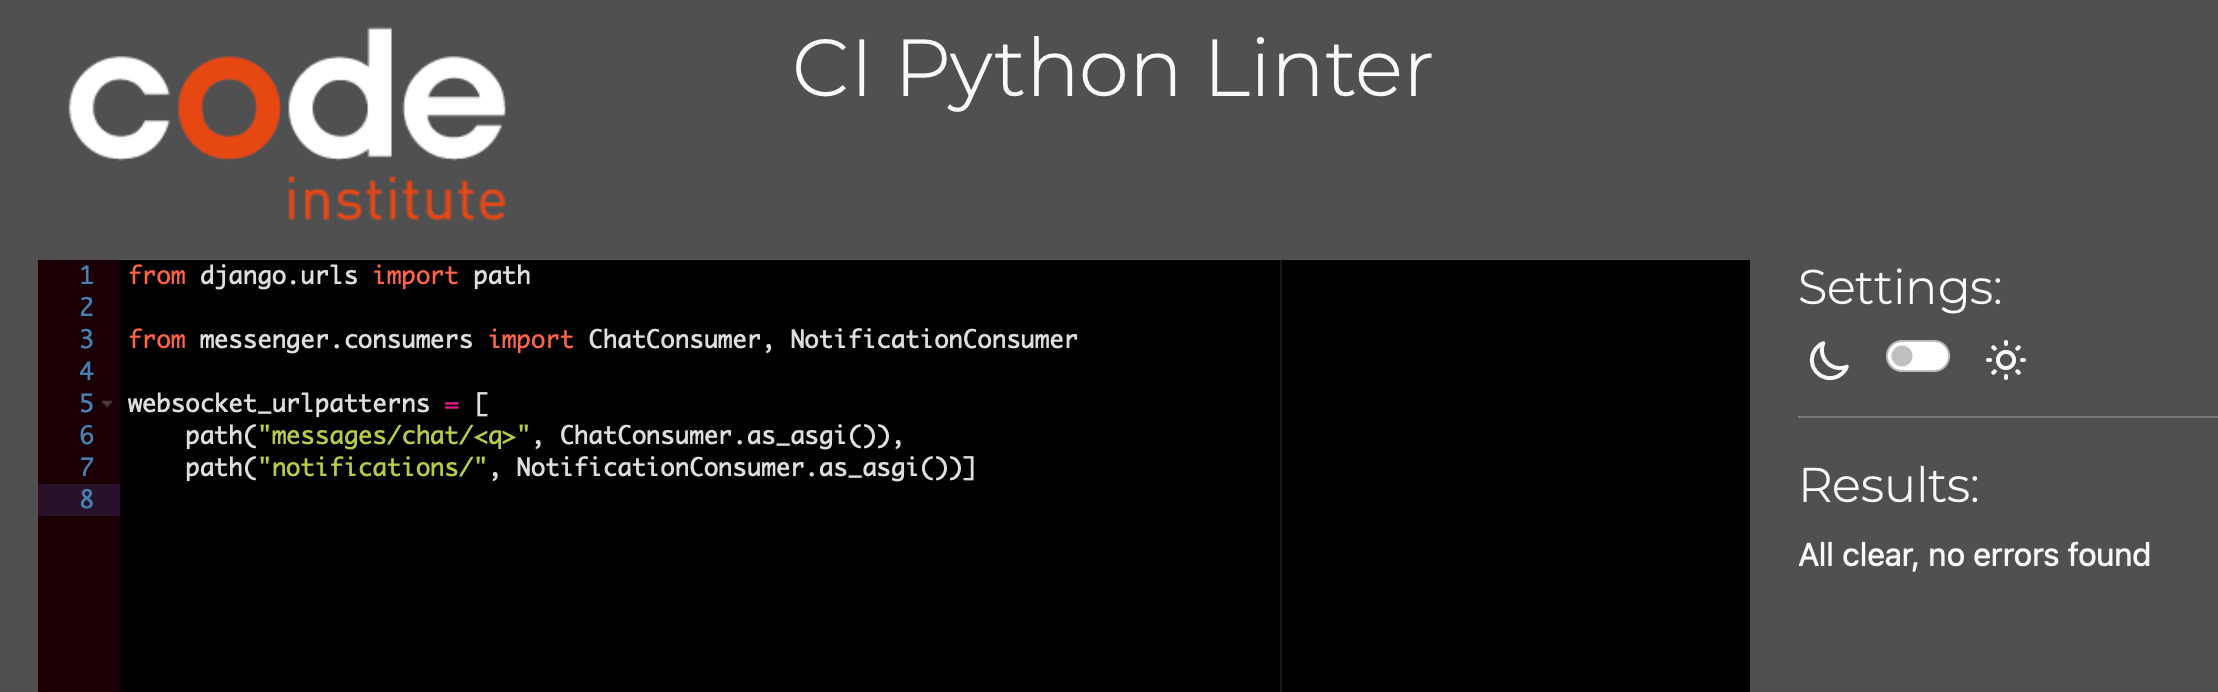 code
institute
CI Python Linter
1 from django.urls import path
2
3 from messenger.consumers import ChatConsumer, NotificationConsumer
4
5 websocket_urlpatterns = [
6     path("messages/chat/<q>", ChatConsumer.as_asgi()),
7     path("notifications/", NotificationConsumer.as_asgi())]
8
Settings:
Results:
All clear, no errors found